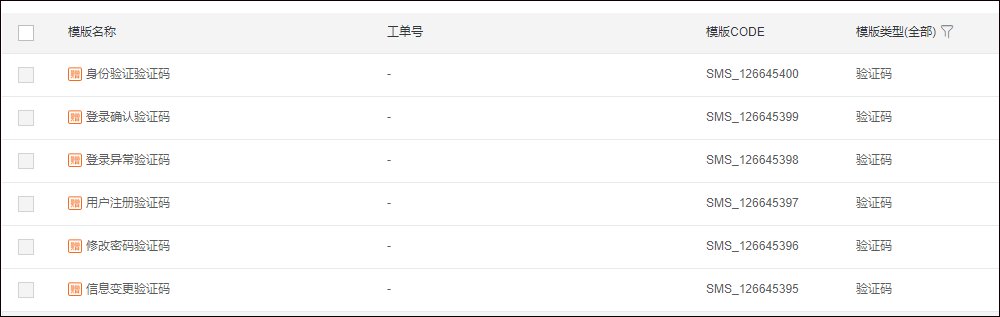 模版名称 工单号 模版CODE 模版类型(全部)
赠 身份验证验证码 - SMS_126645400 验证码
赠 登录确认验证码 - SMS_126645399 验证码
赠 登录异常验证码 - SMS_126645398 验证码
赠 用户注册验证码 - SMS_126645397 验证码
赠 修改密码验证码 - SMS_126645396 验证码
赠 信息变更验证码 - SMS_126645395 验证码